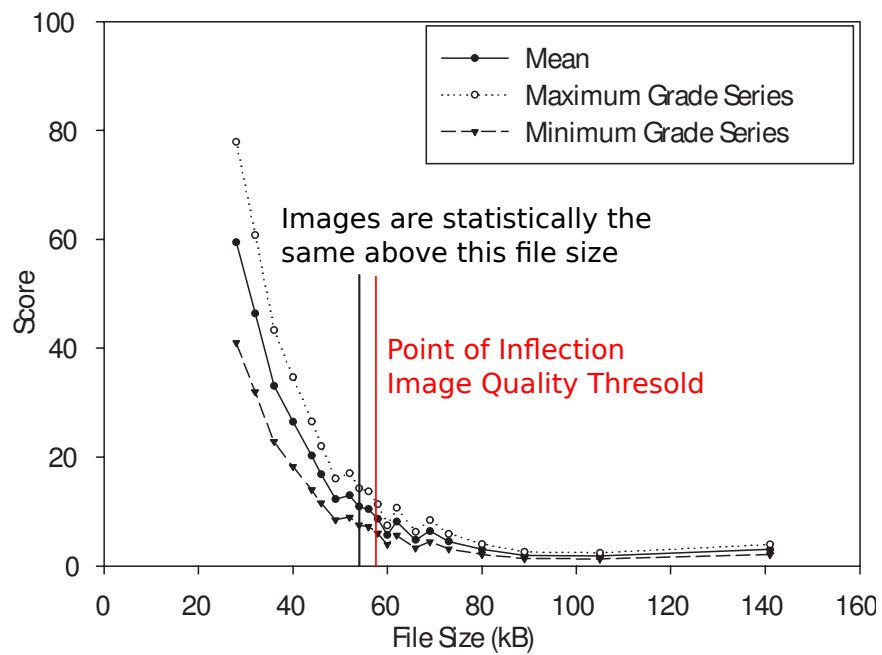 100
80
60
40
20
0
Score
Mean
Maximum Grade Series
Minimum Grade Series
Images are statistically the
same above this file size
Point of Inflection
Image Quality Thresold
0 20 40 60 80 100 120 140 160
File Size (kB)